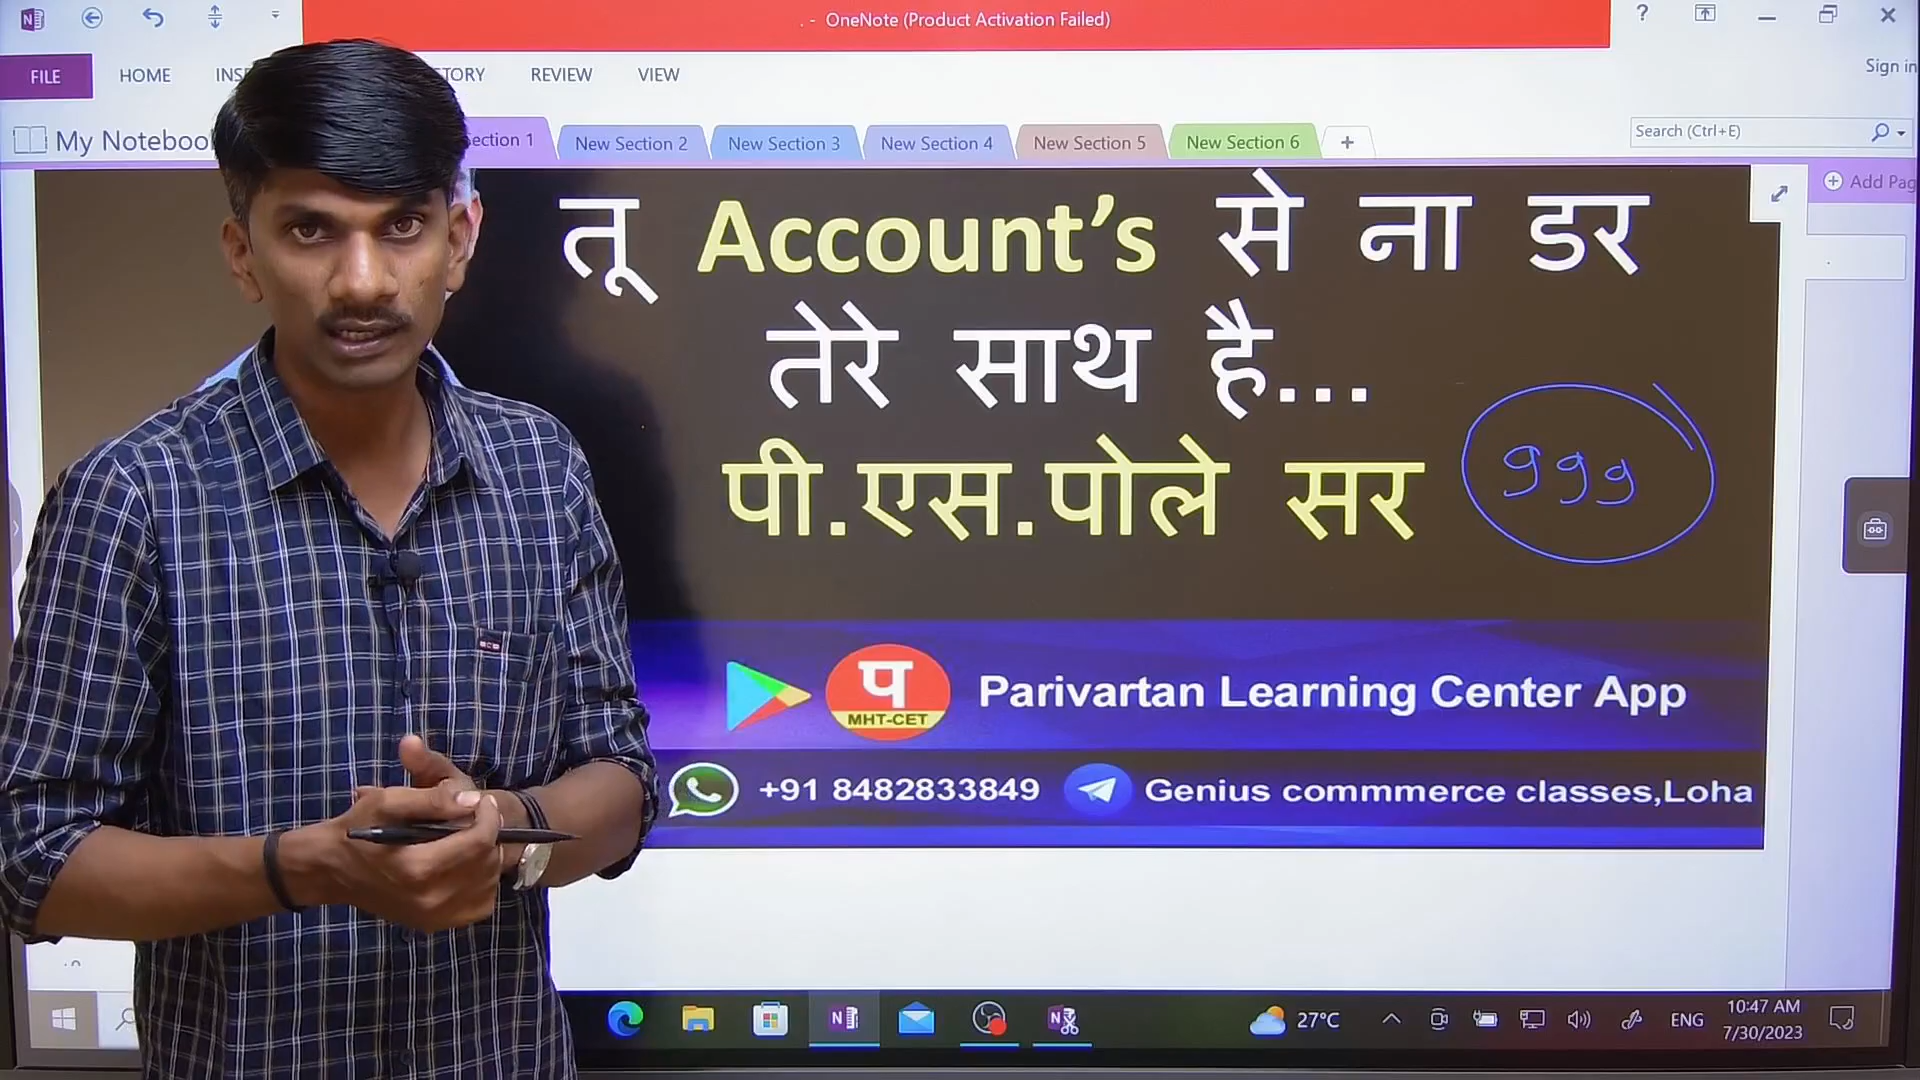 . - OneNote (Product Activation Failed)
FILE HOME REVIEW VIEW
Sign in
Search (Ctrl+E)
New Section 2 New Section 3 New Section 4 New Section 5 New Section 6 +
Add Pag
तू Account’s से ना डर
तेरे साथ है...
पी.एस.पोले सर
999
प
MHT-CET
Parivartan Learning Center App
+91 8482833849
Genius commmerce classes,Loha
27°C
ENG
10:47 AM
7/30/2023